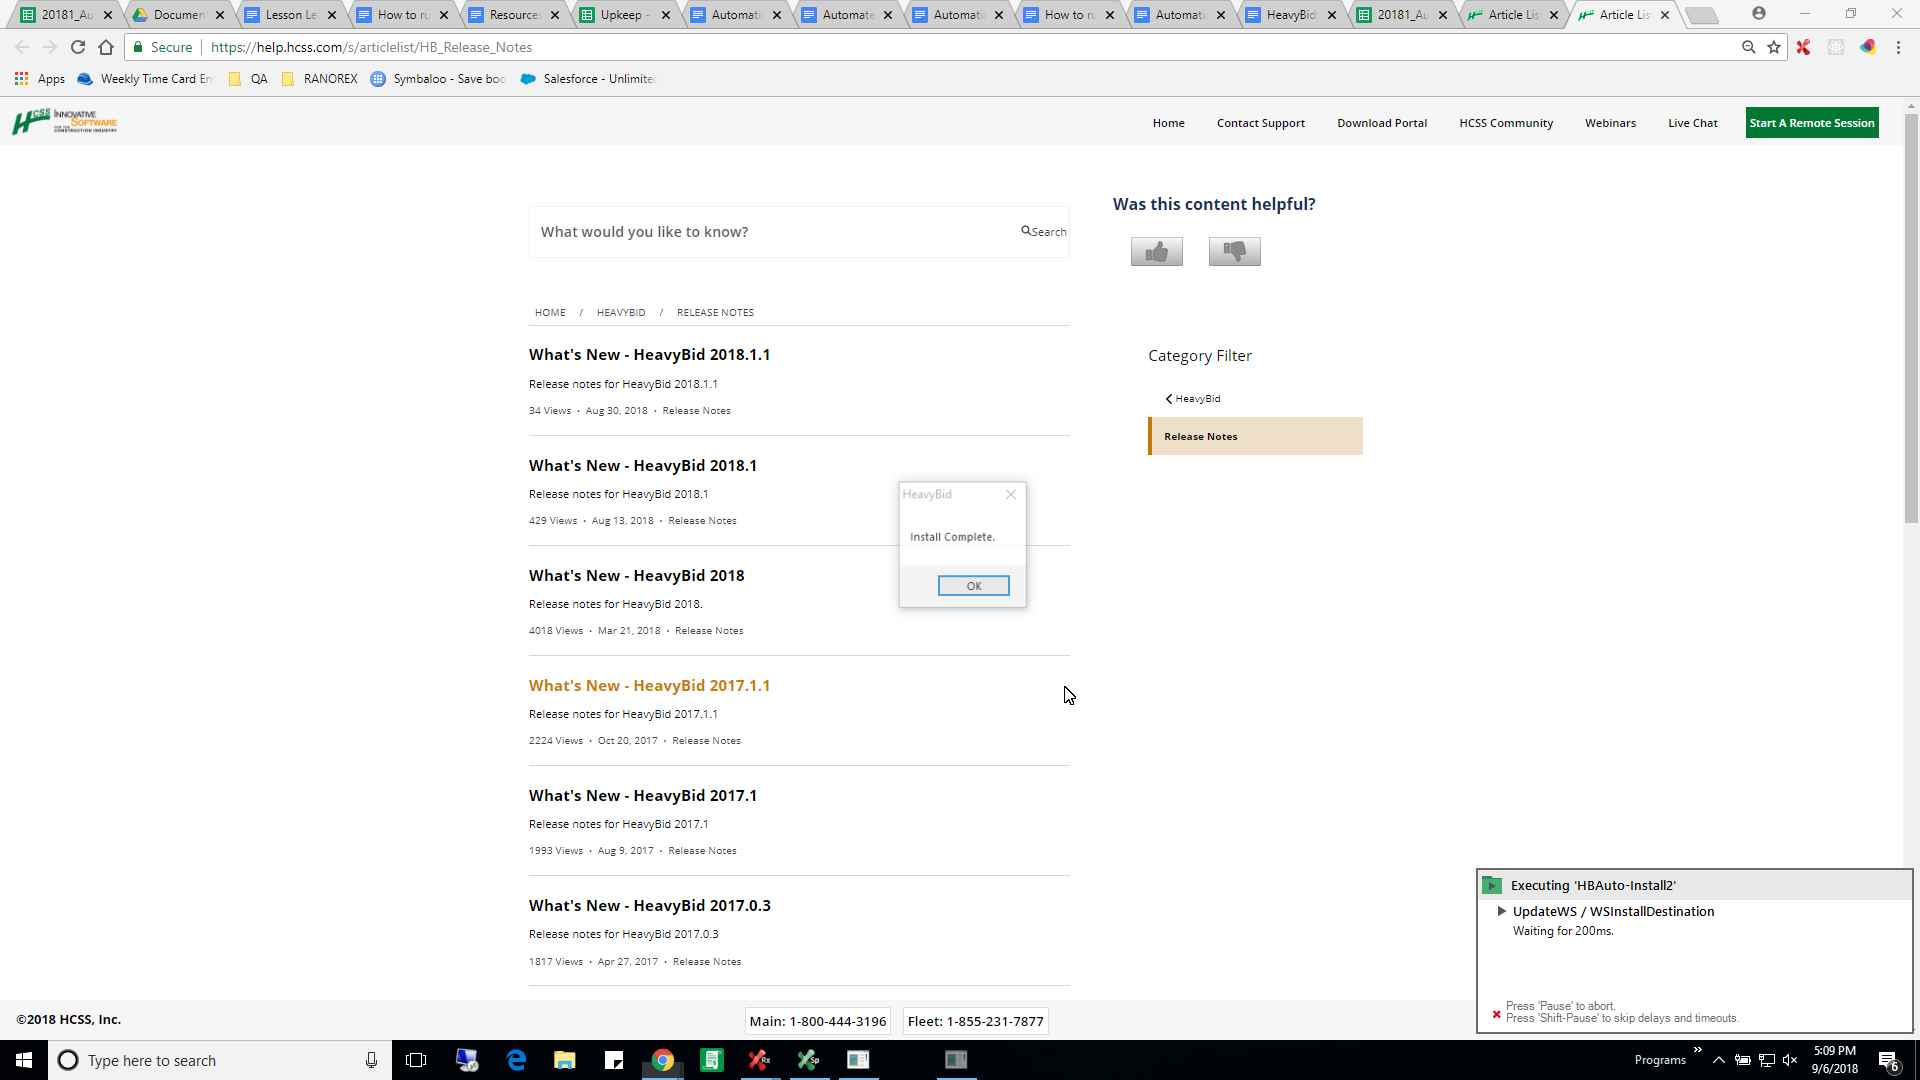 20181_Au
Document
Lesson Le
How to ru
Resources
Upkeep -
Automati
Automate
Automati
How to ru
Automati
HeavyBid
20181_Au
Article Lis
Article Lis
Secure
https://help.hcss.com/s/articlelist/HB_Release_Notes
Apps
Weekly Time Card En
QA
RANOREX
Symbaloo - Save boo
Salesforce - Unlimite
HCSS INNOVATIVE SOFTWARE
FOR THE CONSTRUCTION INDUSTRY
Home
Contact Support
Download Portal
HCSS Community
Webinars
Live Chat
Start A Remote Session
What would you like to know?
Search
Was this content helpful?
HOME / HEAVYBID / RELEASE NOTES
What's New - HeavyBid 2018.1.1
Release notes for HeavyBid 2018.1.1
34 Views • Aug 30, 2018 • Release Notes
What's New - HeavyBid 2018.1
Release notes for HeavyBid 2018.1
429 Views • Aug 13, 2018 • Release Notes
What's New - HeavyBid 2018
Release notes for HeavyBid 2018.
4018 Views • Mar 21, 2018 • Release Notes
What's New - HeavyBid 2017.1.1
Release notes for HeavyBid 2017.1.1
2224 Views • Oct 20, 2017 • Release Notes
What's New - HeavyBid 2017.1
Release notes for HeavyBid 2017.1
1993 Views • Aug 9, 2017 • Release Notes
What's New - HeavyBid 2017.0.3
Release notes for HeavyBid 2017.0.3
1817 Views • Apr 27, 2017 • Release Notes
Category Filter
HeavyBid
Release Notes
HeavyBid
Install Complete.
OK
Executing 'HBAuto-Install2'
UpdateWS / WSInstallDestination
Waiting for 200ms.
Press 'Pause' to abort.
Press 'Shift-Pause' to skip delays and timeouts.
©2018 HCSS, Inc.
Main: 1-800-444-3196
Fleet: 1-855-231-7877
Type here to search
Rx
Sp
Programs
5:09 PM
9/6/2018
6